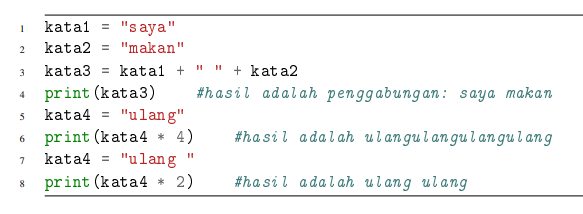 1 kata1 = "saya"
2 kata2 = "makan"
3 kata3 = kata1 + " " + kata2
4 print(kata3) #hasil adalah penggabungan: saya makan
5 kata4 = "ulang"
6 print(kata4 * 4) #hasil adalah ulangulangulangulang
7 kata4 = "ulang "
8 print(kata4 * 2) #hasil adalah ulang ulang